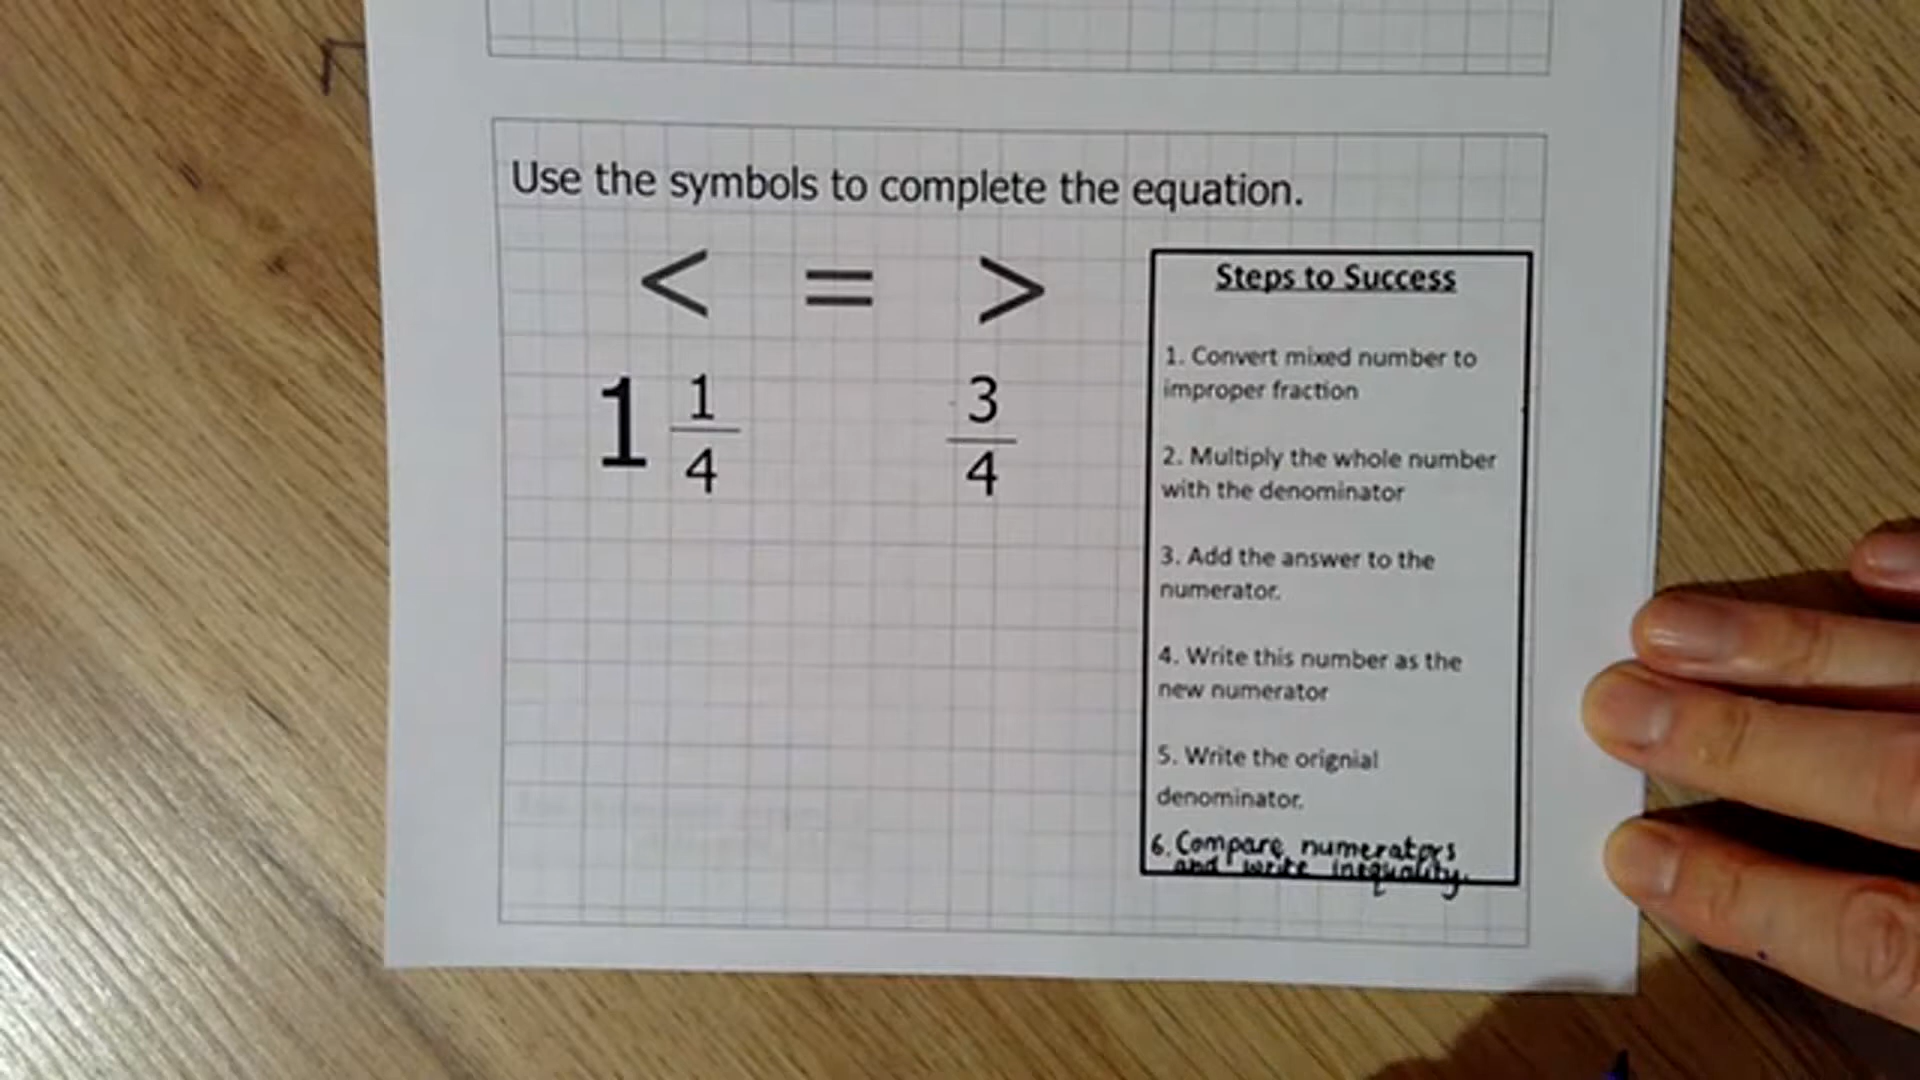 Use the symbols to complete the equation.
< = >
1 1/4 3/4
Steps to Success
1. Convert mixed number to
improper fraction
2. Multiply the whole number
with the denominator
3. Add the answer to the
numerator.
4. Write this number as the
new numerator
5. Write the orignial
denominator.
6. Compare numerators
and write inequality.